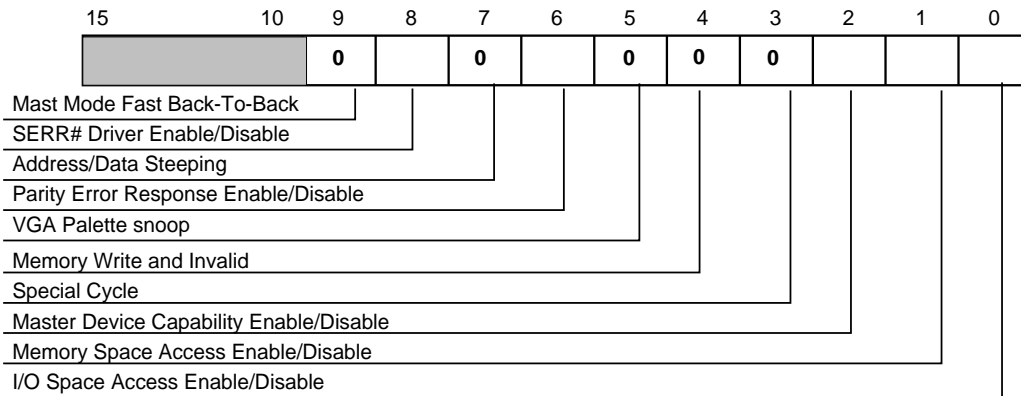 15 10 9 8 7 6 5 4 3 2 1 0
0 0 0 0 0
Mast Mode Fast Back-To-Back
SERR# Driver Enable/Disable
Address/Data Steeping
Parity Error Response Enable/Disable
VGA Palette snoop
Memory Write and Invalid
Special Cycle
Master Device Capability Enable/Disable
Memory Space Access Enable/Disable
I/O Space Access Enable/Disable